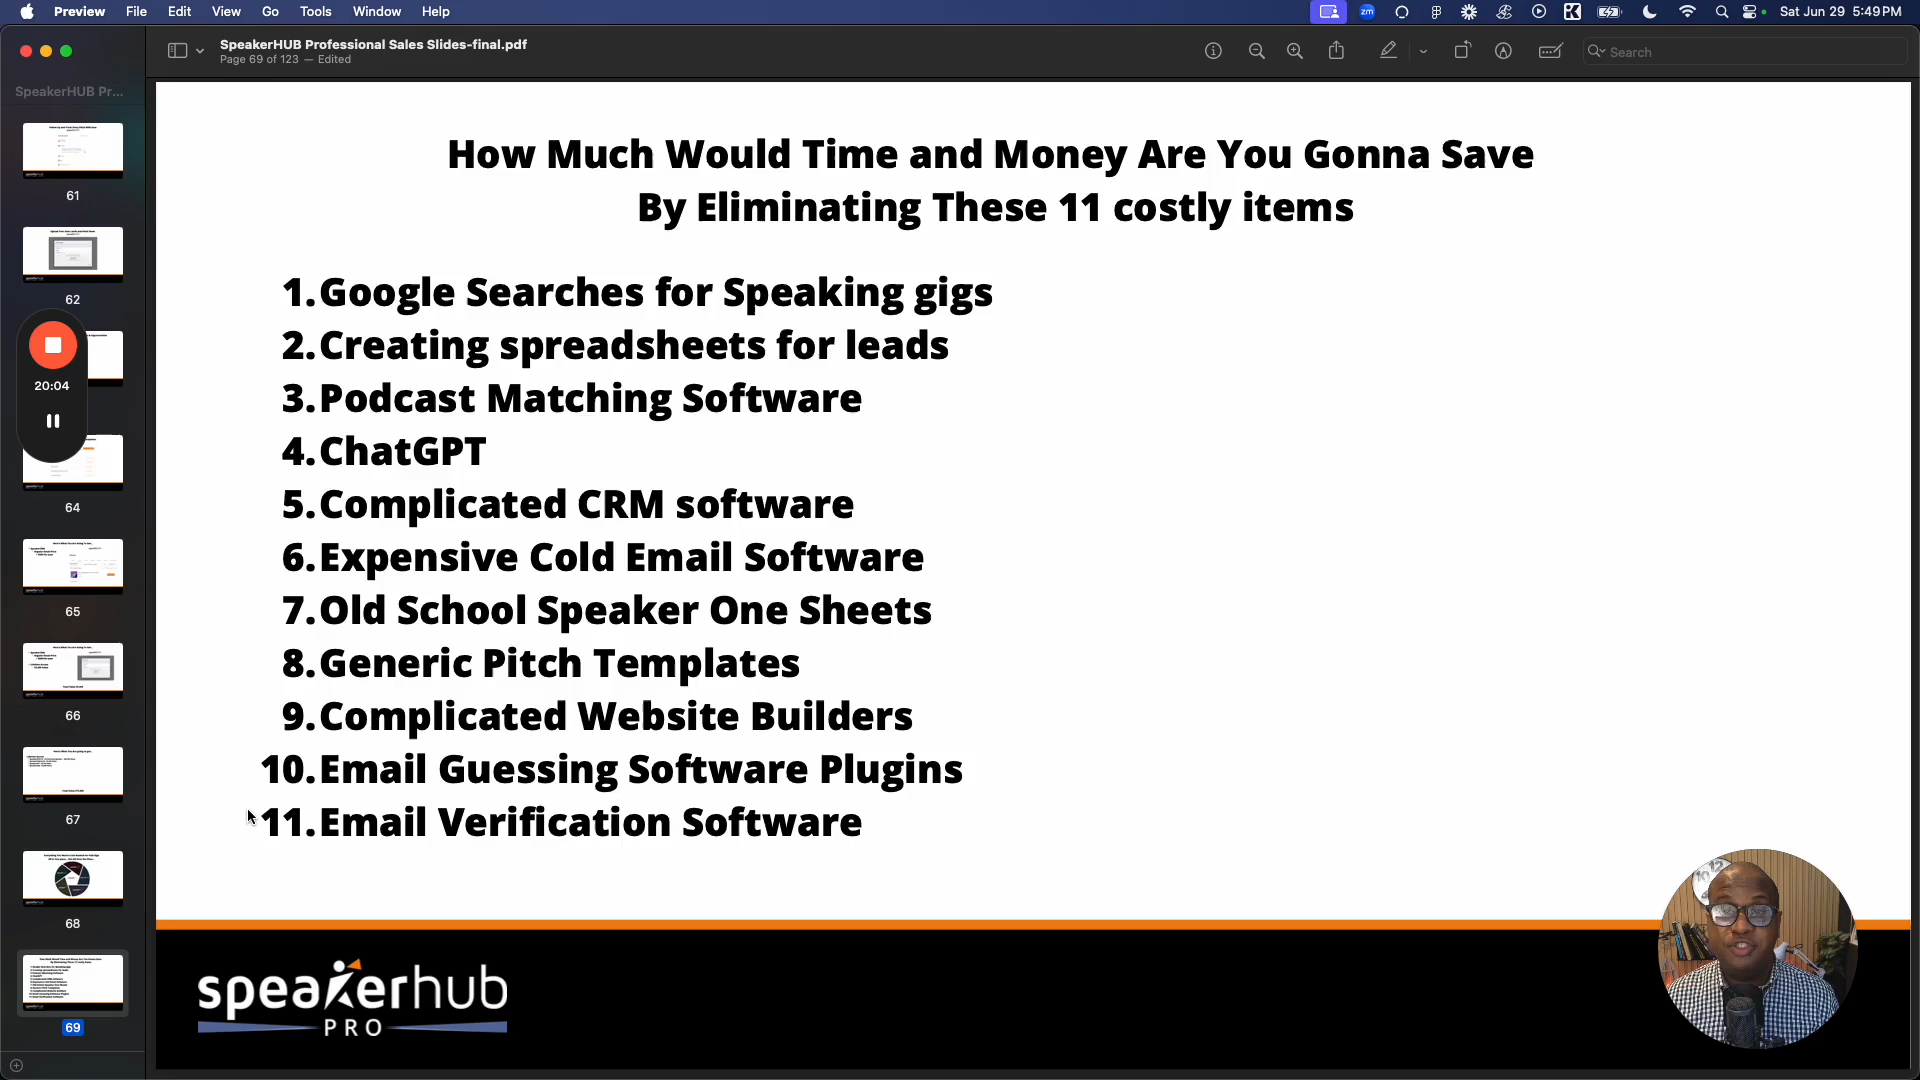 Preview File Edit View Go Tools Window Help
Sat Jun 29 5:49 PM
SpeakerHUB Professional Sales Slides-final.pdf
Page 69 of 123 — Edited
Search
SpeakerHUB Pr...
61
62
20:04
64
65
66
67
68
69
How Much Would Time and Money Are You Gonna Save
By Eliminating These 11 costly items
1. Google Searches for Speaking gigs
2. Creating spreadsheets for leads
3. Podcast Matching Software
4. ChatGPT
5. Complicated CRM software
6. Expensive Cold Email Software
7. Old School Speaker One Sheets
8. Generic Pitch Templates
9. Complicated Website Builders
10. Email Guessing Software Plugins
11. Email Verification Software
speakerhub
PRO